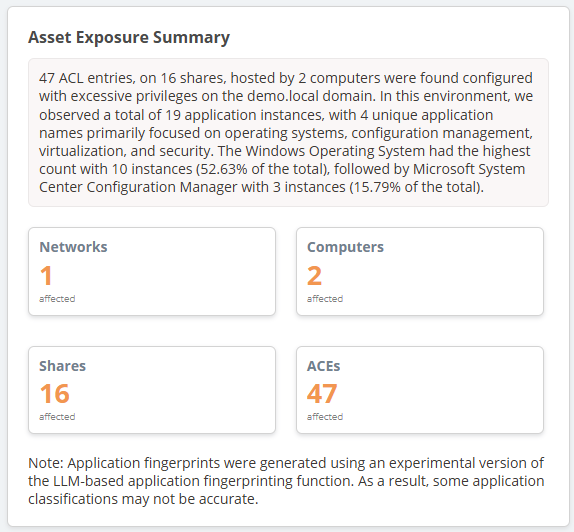 Asset Exposure Summary
47 ACL entries, on 16 shares, hosted by 2 computers were found configured
with excessive privileges on the demo.local domain. In this environment, we
observed a total of 19 application instances, with 4 unique application
names primarily focused on operating systems, configuration management,
virtualization, and security. The Windows Operating System had the highest
count with 10 instances (52.63% of the total), followed by Microsoft System
Center Configuration Manager with 3 instances (15.79% of the total).
Networks
1
affected
Computers
2
affected
Shares
16
affected
ACEs
47
affected
Note: Application fingerprints were generated using an experimental version of
the LLM-based application fingerprinting function. As a result, some application
classifications may not be accurate.